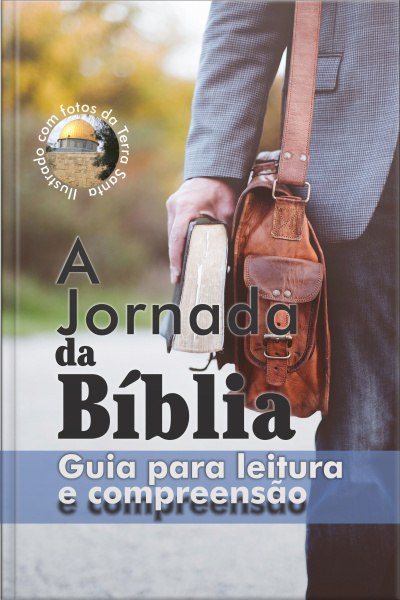 Ilustrado com fotos da Terra Santa
A
Jornada
da
Bíblia
Guia para leitura
e compreensão